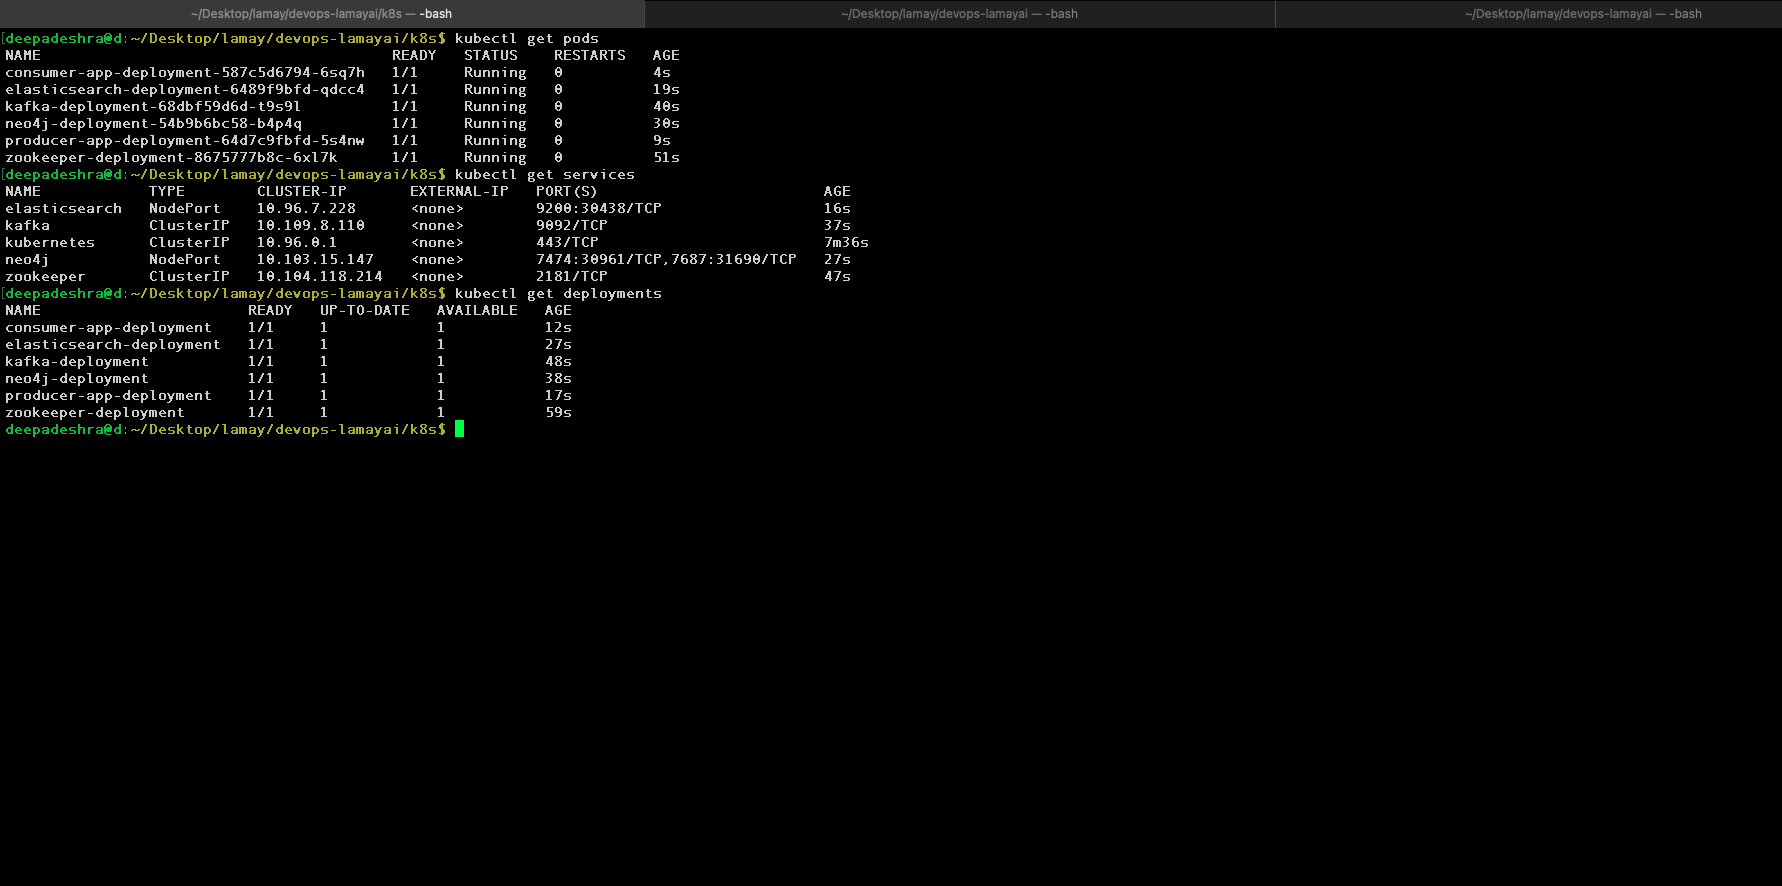 ~/Desktop/lamay/devops-lamayai/k8s — -bash ~/Desktop/lamay/devops-lamayai — -bash ~/Desktop/lamay/devops-lamayai — -bash
[deepadeshra@d:~/Desktop/lamay/devops-lamayai/k8s$ kubectl get pods
NAME READY STATUS RESTARTS AGE
consumer-app-deployment-587c5d6794-6sq7h 1/1 Running 0 4s
elasticsearch-deployment-6489f9bfd-qdcc4 1/1 Running 0 19s
kafka-deployment-68dbf59d6d-t9s9l 1/1 Running 0 40s
neo4j-deployment-54b9b6bc58-b4p4q 1/1 Running 0 30s
producer-app-deployment-64d7c9fbfd-5s4nw 1/1 Running 0 9s
zookeeper-deployment-8675777b8c-6xl7k 1/1 Running 0 51s
[deepadeshra@d:~/Desktop/lamay/devops-lamayai/k8s$ kubectl get services
NAME TYPE CLUSTER-IP EXTERNAL-IP PORT(S) AGE
elasticsearch NodePort 10.96.7.228 <none> 9200:30438/TCP 16s
kafka ClusterIP 10.109.8.110 <none> 9092/TCP 37s
kubernetes ClusterIP 10.96.0.1 <none> 443/TCP 7m36s
neo4j NodePort 10.103.15.147 <none> 7474:30961/TCP,7687:31690/TCP 27s
zookeeper ClusterIP 10.104.118.214 <none> 2181/TCP 47s
[deepadeshra@d:~/Desktop/lamay/devops-lamayai/k8s$ kubectl get deployments
NAME READY UP-TO-DATE AVAILABLE AGE
consumer-app-deployment 1/1 1 1 12s
elasticsearch-deployment 1/1 1 1 27s
kafka-deployment 1/1 1 1 48s
neo4j-deployment 1/1 1 1 38s
producer-app-deployment 1/1 1 1 17s
zookeeper-deployment 1/1 1 1 59s
deepadeshra@d:~/Desktop/lamay/devops-lamayai/k8s$